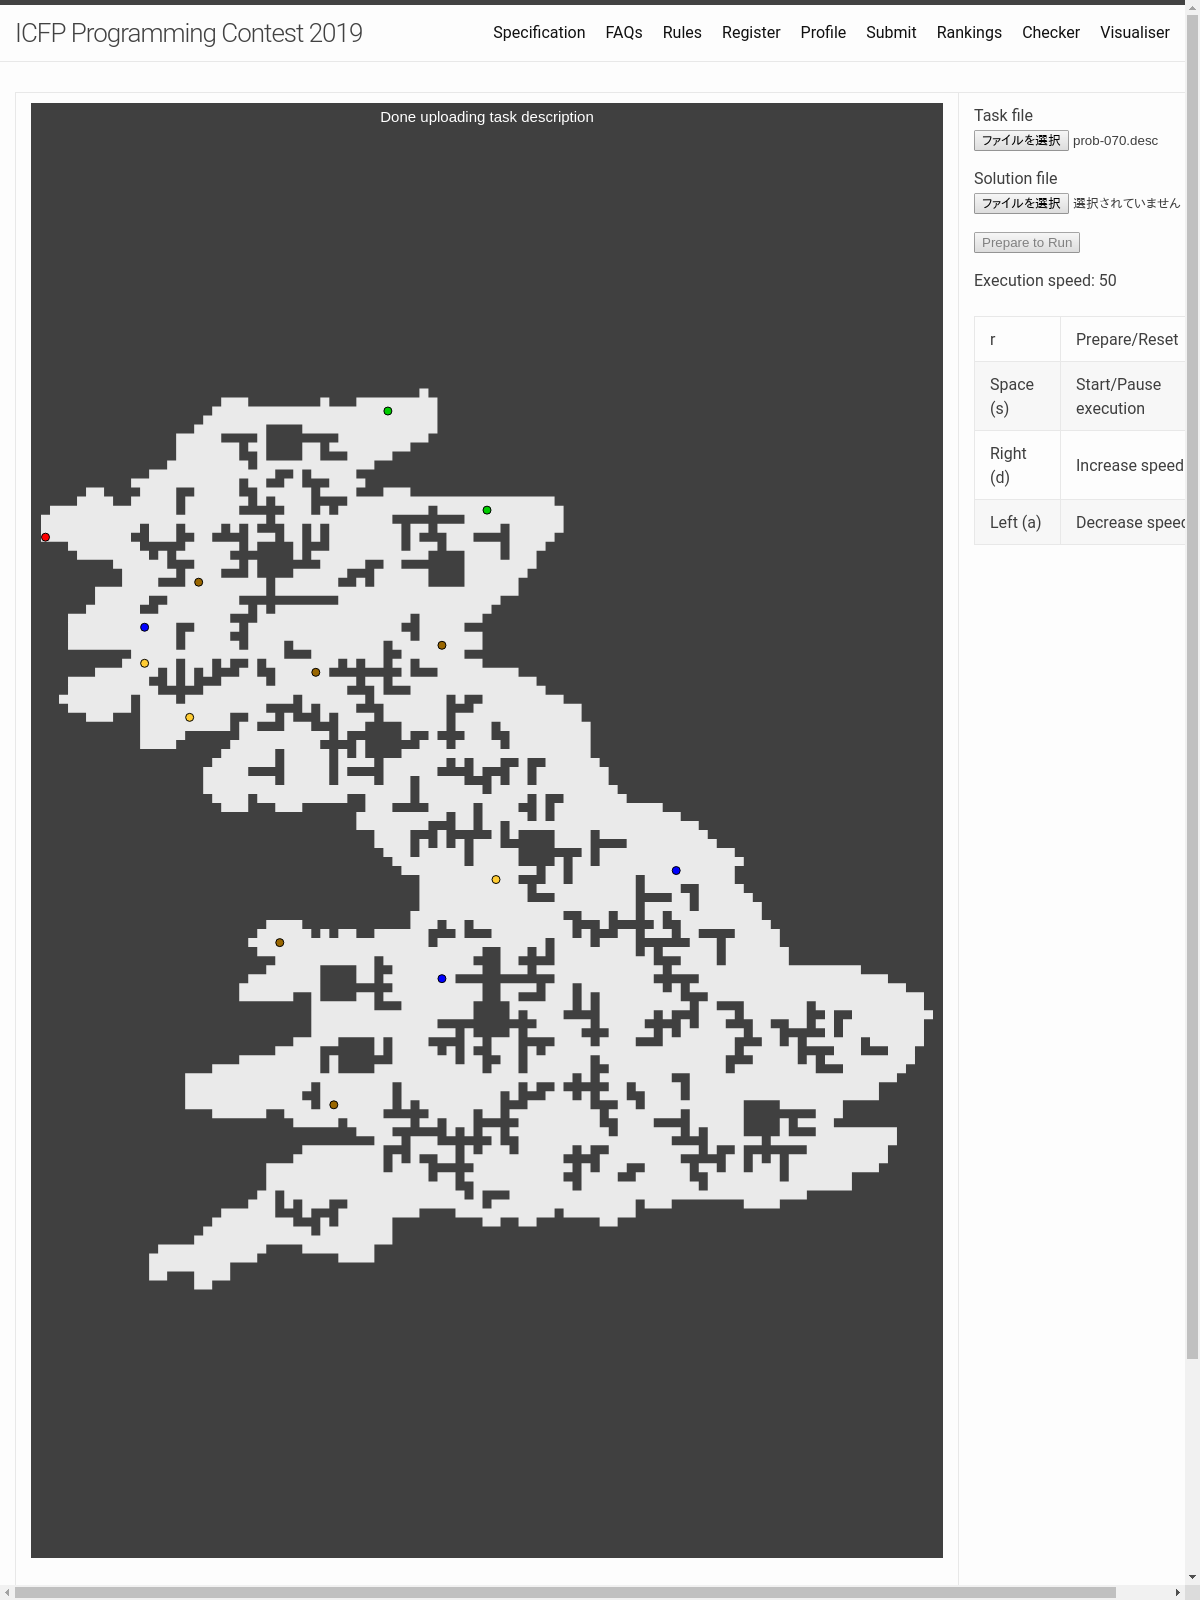 ICFP Programming Contest 2019
Specification FAQs Rules Register Profile Submit Rankings Checker Visualiser
Done uploading task description
Task file
ファイルを選択 prob-070.desc
Solution file
ファイルを選択 選択されていません
Prepare to Run
Execution speed: 50
r Prepare/Reset
Space (s) Start/Pause execution
Right (d) Increase speed
Left (a) Decrease speed